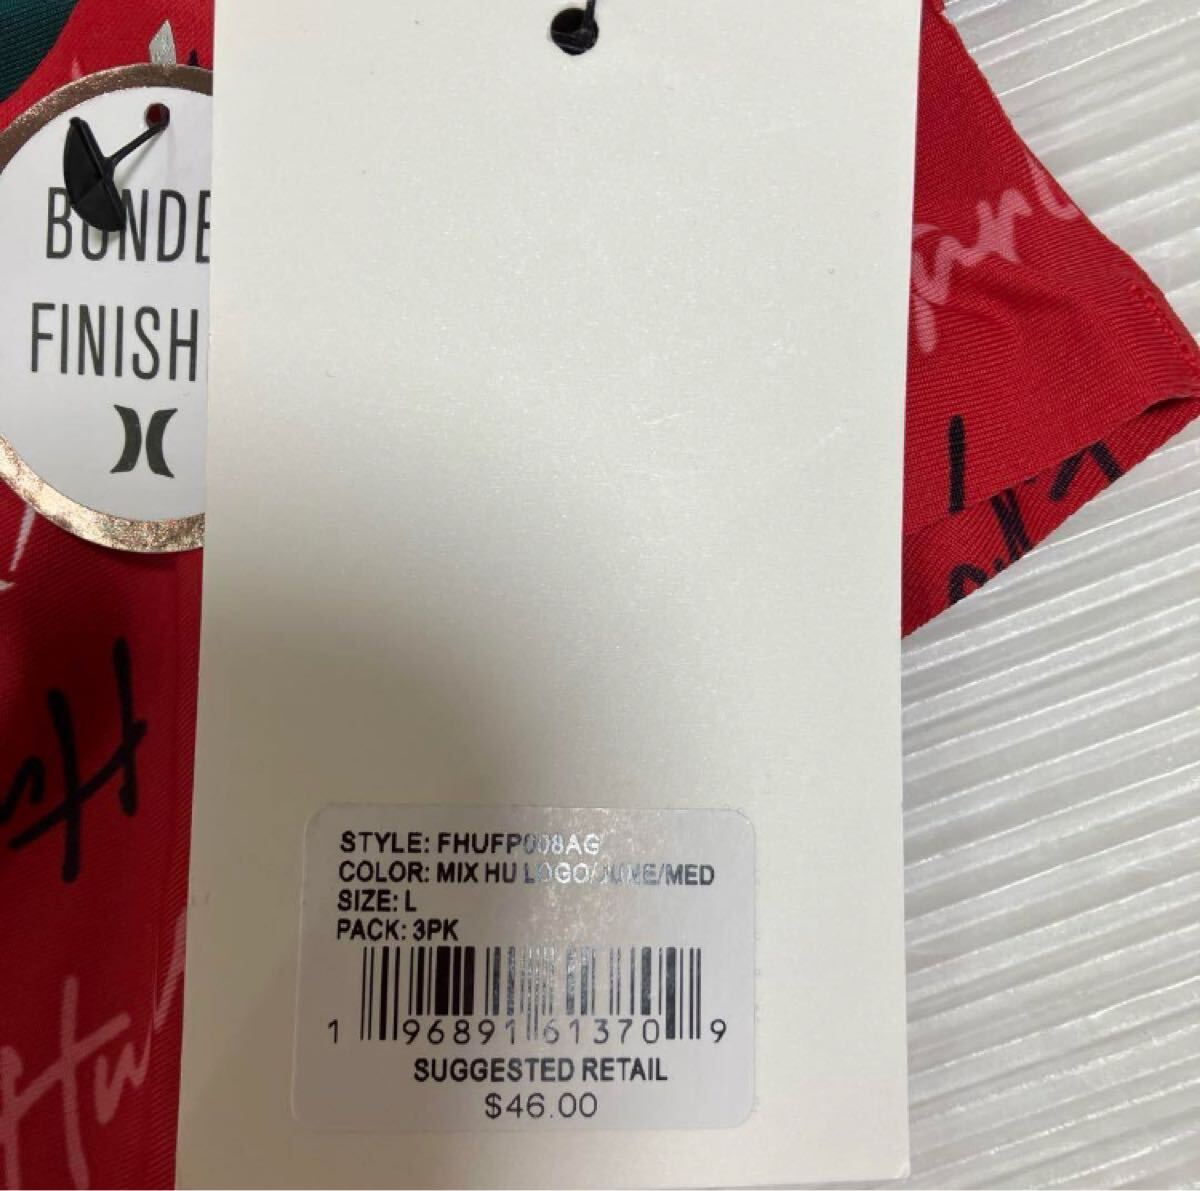 BONDE
FINISH
STYLE: FHUFP008AG
COLOR: MIX HU LOGO/JUNE/MED
SIZE: L
PACK: 3PK
1 96891 61370 9
SUGGESTED RETAIL
$46.00
Hu